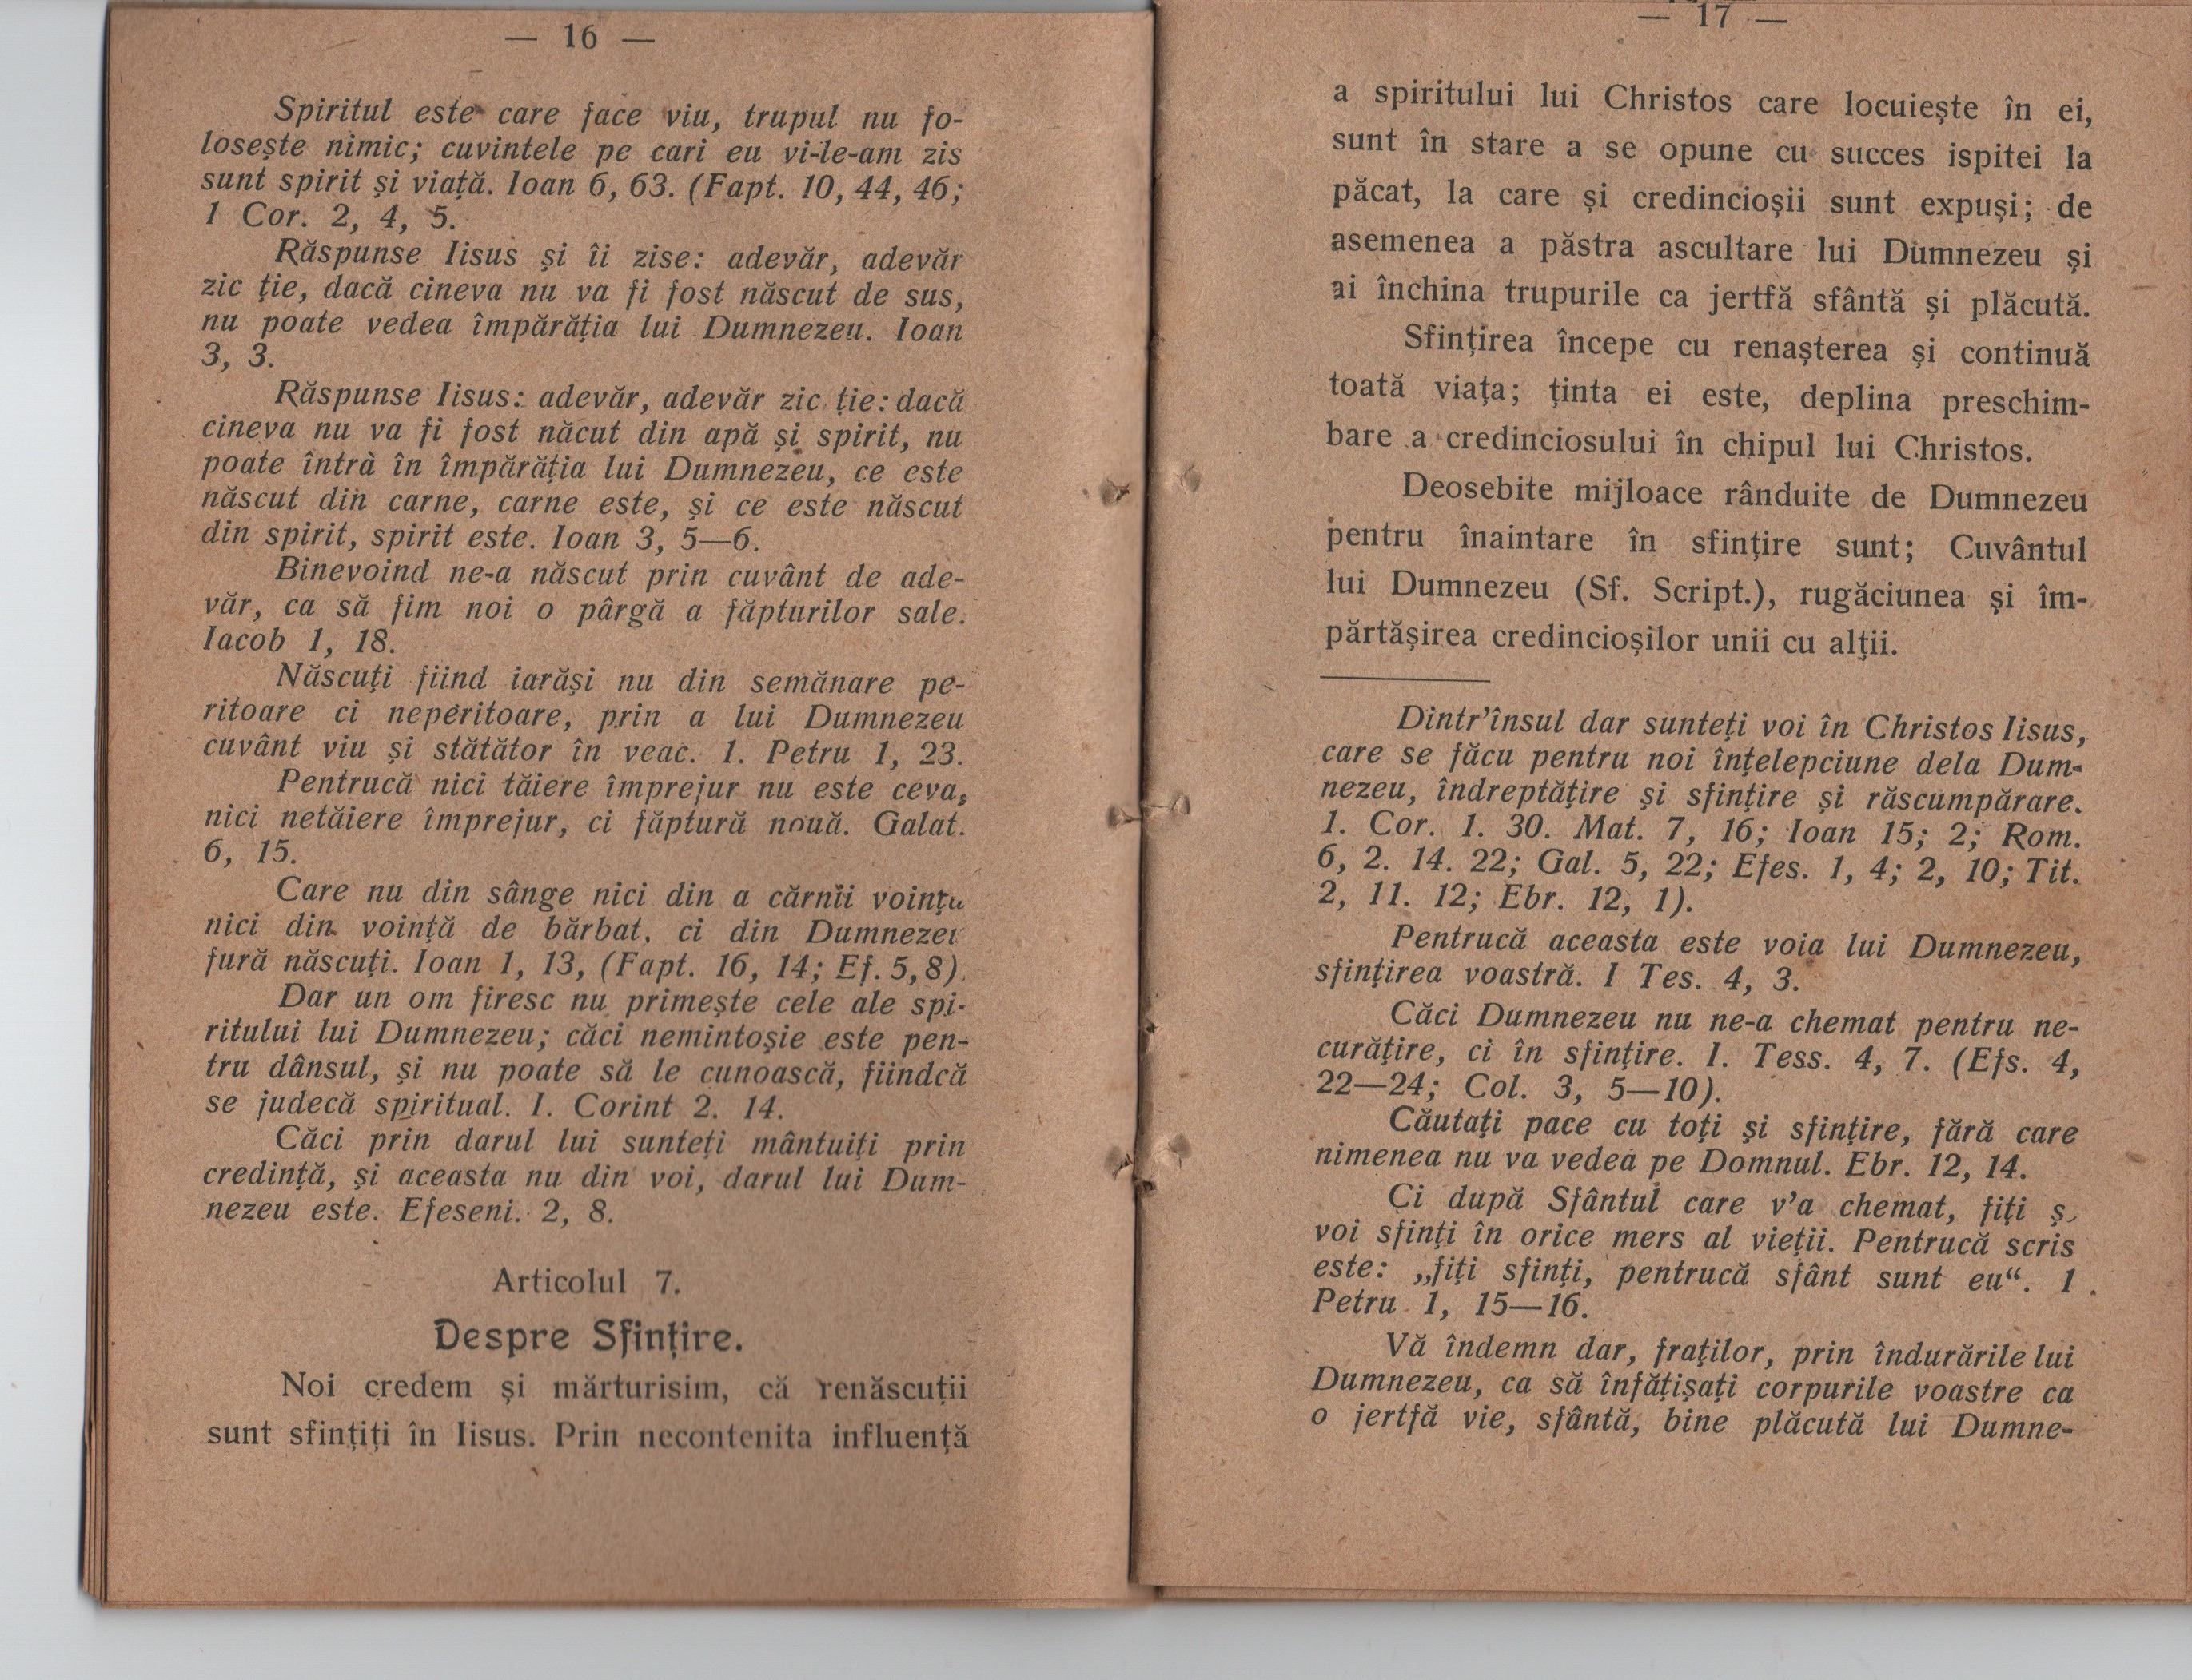 — 16 —
Spiritul este care face viu, trupul nu fo-
losește nimic; cuvintele pe cari eu vi-le-am zis
sunt spirit și viață. Ioan 6, 63. (Fapt. 10, 44, 46;
1 Cor. 2, 4, 5.
Răspunse Iisus și îi zise: adevăr, adevăr
zic ție, dacă cineva nu va fi fost născut de sus,
nu poate vedea împărăția lui Dumnezeu. Ioan
3, 3.
Răspunse Iisus: adevăr, adevăr zic ție: dacă
cineva nu va fi fost năcut din apă și spirit, nu
poate întrà în împărăția lui Dumnezeu, ce este
născut din carne, carne este, și ce este născut
din spirit, spirit este. Ioan 3, 5—6.
Binevoind ne-a născut prin cuvânt de ade-
văr, ca să fim noi o pârgă a făpturilor sale.
Iacob 1, 18.
Născuți fiind iarăși nu din semănare pe-
ritoare ci neperitoare, prin a lui Dumnezeu
cuvânt viu și stătător în veac. 1. Petru 1, 23.
Pentrucă nici tăiere împrejur nu este ceva,
nici netăiere împrejur, ci făptură nouă. Galat.
6, 15.
Care nu din sânge nici din a cărnii voința
nici din voință de bărbat, ci din Dumnezeu
fură născuți. Ioan 1, 13, (Fapt. 16, 14; Ef. 5, 8).
Dar un om firesc nu primește cele ale spi-
ritului lui Dumnezeu; căci nemintoșie este pen-
tru dânsul, și nu poate să le cunoască, fiindcă
se judecă spiritual. I. Corint 2. 14.
Căci prin darul lui sunteți mântuiți prin
credință, și aceasta nu din voi, darul lui Dum-
nezeu este. Efeseni. 2, 8.
Articolul 7.
Despre Sfințire.
Noi credem și mărturisim, că renăscuții
sunt sfințiți în Iisus. Prin necontenita influență
— 17 —
a spiritului lui Christos care locuiește în ei,
sunt în stare a se opune cu succes ispitei la
păcat, la care și credincioșii sunt expuși; de
asemenea a păstra ascultare lui Dumnezeu și
ai închina trupurile ca jertfă sfântă și plăcută.
Sfințirea începe cu renașterea și continuă
toată viața; ținta ei este, deplina preschim-
bare a credinciosului în chipul lui Christos.
Deosebite mijloace rânduite de Dumnezeu
pentru înaintare în sfințire sunt; Cuvântul
lui Dumnezeu (Sf. Script.), rugăciunea și îm-
părtășirea credincioșilor unii cu alții.
Dintr'însul dar sunteți voi în Christos Iisus,
care se făcu pentru noi înțelepciune dela Dum-
nezeu, îndreptățire și sfințire și răscumpărare.
1. Cor. 1. 30. Mat. 7, 16; Ioan 15; 2; Rom.
6, 2. 14. 22; Gal. 5, 22; Efes. 1, 4; 2, 10; Tit.
2, 11. 12; Ebr. 12, 1).
Pentrucă aceasta este voia lui Dumnezeu,
sfințirea voastră. I Tes. 4, 3.
Căci Dumnezeu nu ne-a chemat pentru ne-
curățire, ci în sfințire. I. Tess. 4, 7. (Efs. 4,
22—24; Col. 3, 5—10).
Căutați pace cu toți și sfințire, fără care
nimenea nu va vedea pe Domnul. Ebr. 12, 14.
Ci după Sfântul care v'a chemat, fiți ș
voi sfinți în orice mers al vieții. Pentrucă scris
este: „fiți sfinți, pentrucă sfânt sunt eu“. 1.
Petru 1, 15—16.
Vă îndemn dar, fraților, prin îndurările lui
Dumnezeu, ca să înfățișați corpurile voastre ca
o jertfă vie, sfântă, bine plăcută lui Dumne-